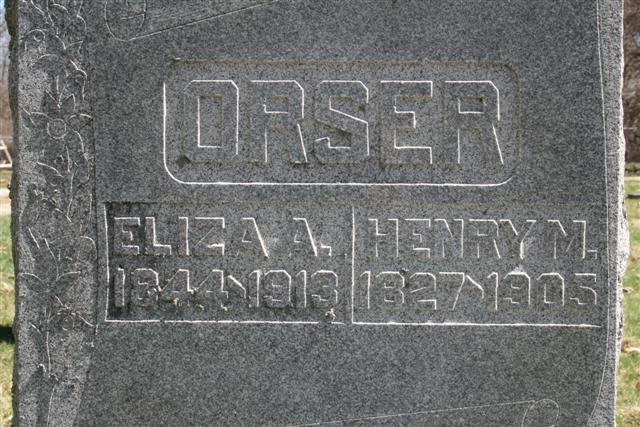 ORSER
ELIZA A.
1844-1913
HENRY M.
1827-1905